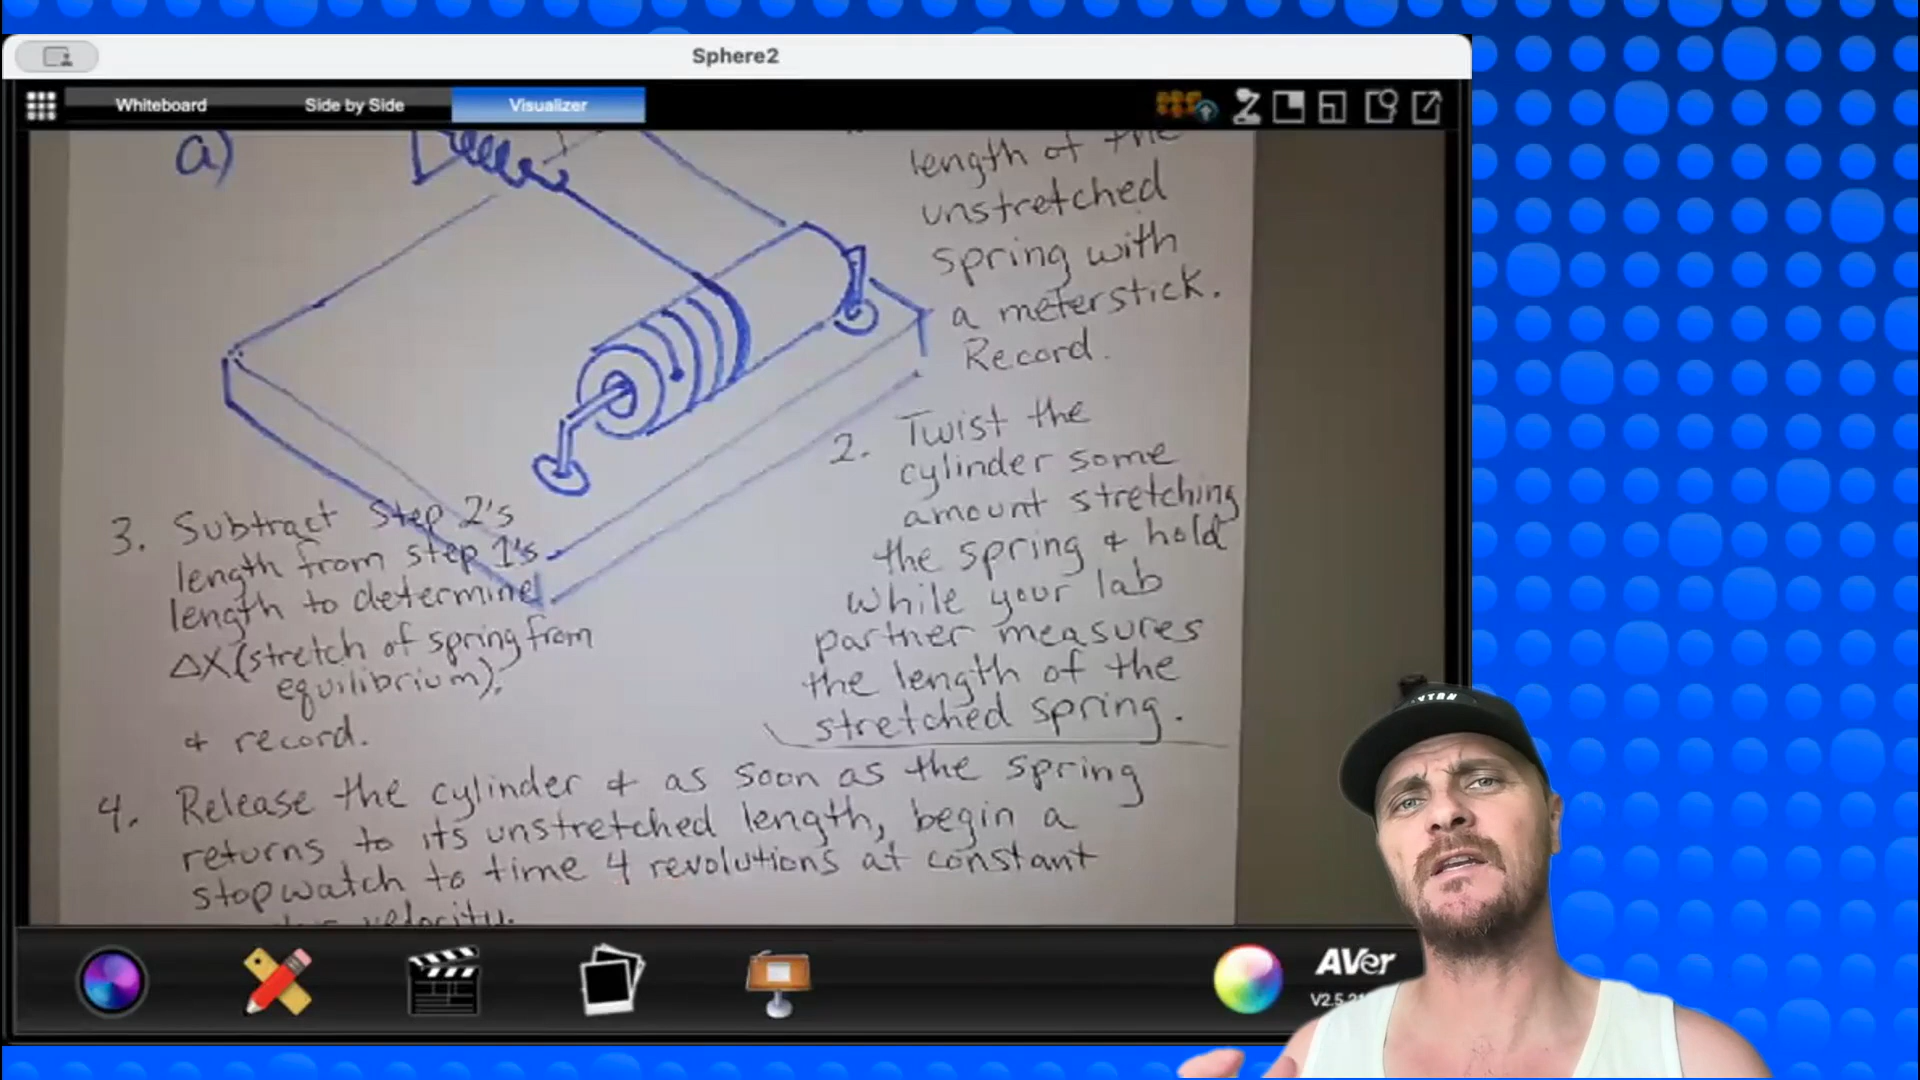 Sphere2
Whiteboard
Side by Side
Visualizer
a)
length of the
unstretched
spring with
a meterstick.
Record.
2. Twist the
cylinder some
amount stretching
the spring & hold
while your lab
partner measures
the length of the
stretched spring.
3. Subtract step 2's
length from step 1's
length to determine
ΔX (stretch of spring from
equilibrium),
& record.
4. Release the cylinder & as soon as the spring
returns to its unstretched length, begin a
stopwatch to time 4 revolutions at constant
velocity.
AVer